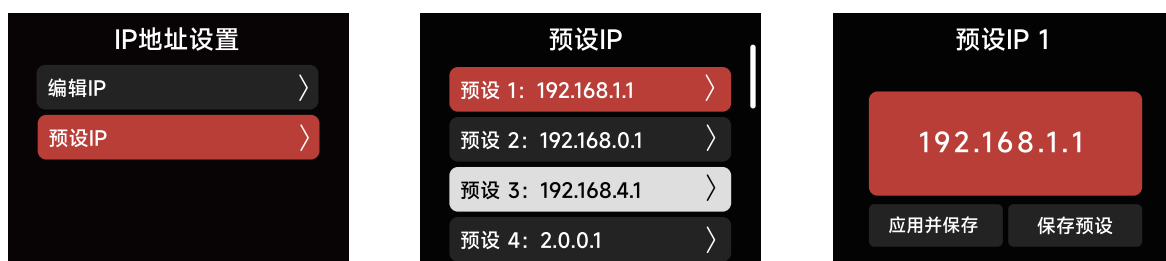 IP地址设置
编辑IP
预设IP
预设IP
预设 1：192.168.1.1
预设 2：192.168.0.1
预设 3：192.168.4.1
预设 4：2.0.0.1
预设IP 1
192.168.1.1
应用并保存
保存预设